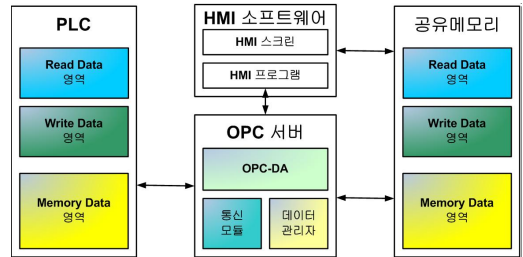 PLC
Read Data
영역
Write Data
영역
Memory Data
영역
HMI 소프트웨어
HMI 스크린
HMI 프로그램
OPC 서버
OPC-DA
통신
모듈
데이터
관리자
공유메모리
Read Data
영역
Write Data
영역
Memory Data
영역